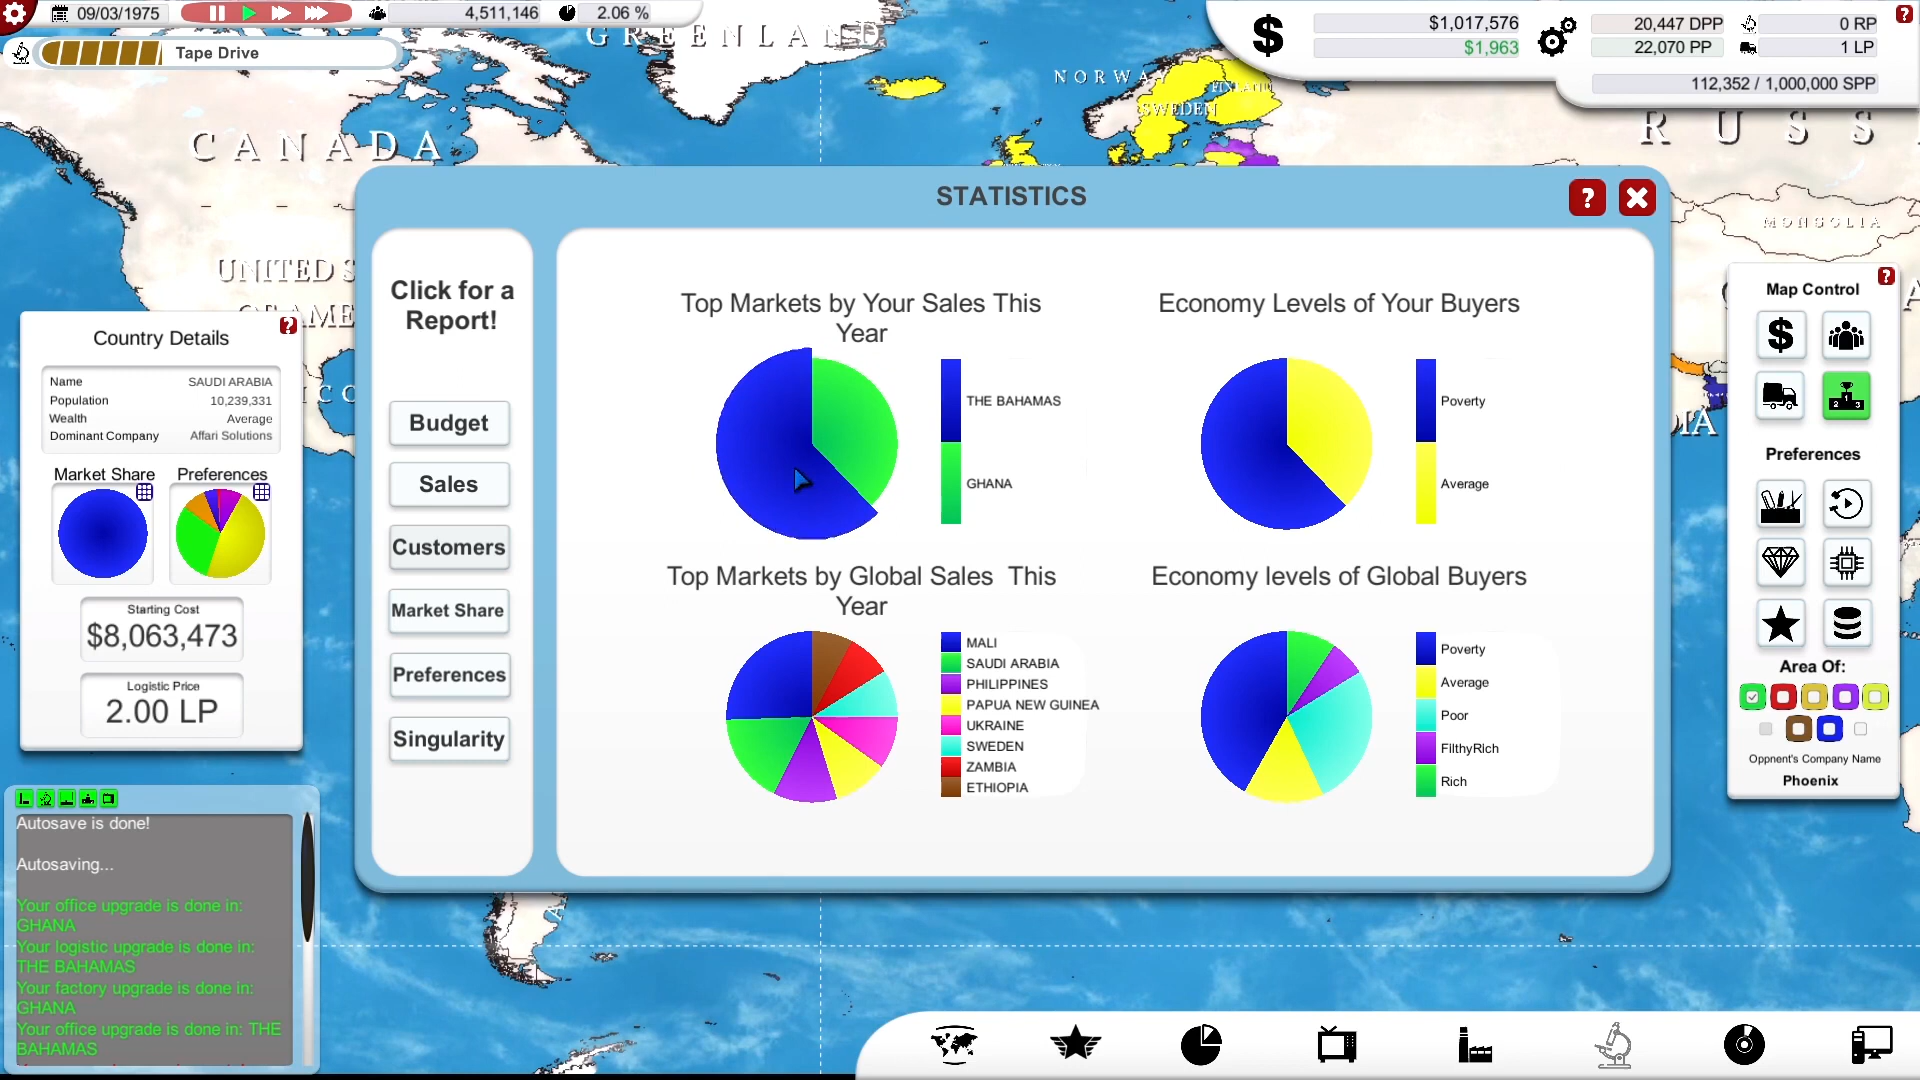 09/03/1975
4,511,146
2.06 %
Tape Drive
$1,017,576
$1,963
20,447 DPP
22,070 PP
0 RP
1 LP
112,352 / 1,000,000 SPP
GREENLAND
NORWA
FINLAND
SWEDEN
CANADA
RUSS
MONGOLIA
UNITED S
OF AME
STATISTICS
?
Click for a
Report!
Budget
Sales
Customers
Market Share
Preferences
Singularity
Top Markets by Your Sales This
Year
THE BAHAMAS
GHANA
Economy Levels of Your Buyers
Poverty
Average
Top Markets by Global Sales This
Year
MALI
SAUDI ARABIA
PHILIPPINES
PAPUA NEW GUINEA
UKRAINE
SWEDEN
ZAMBIA
ETHIOPIA
Economy levels of Global Buyers
Poverty
Average
Poor
FilthyRich
Rich
Country Details
?
Name SAUDI ARABIA
Population 10,239,331
Wealth Average
Dominant Company Affari Solutions
Market Share Preferences
Starting Cost
$8,063,473
Logistic Price
2.00 LP
Autosave is done!
Autosaving...
Your office upgrade is done in:
GHANA
Your logistic upgrade is done in:
THE BAHAMAS
Your factory upgrade is done in:
GHANA
Your office upgrade is done in: THE
BAHAMAS
?
?
Map Control
Preferences
Area Of:
Oppnent's Company Name
Phoenix